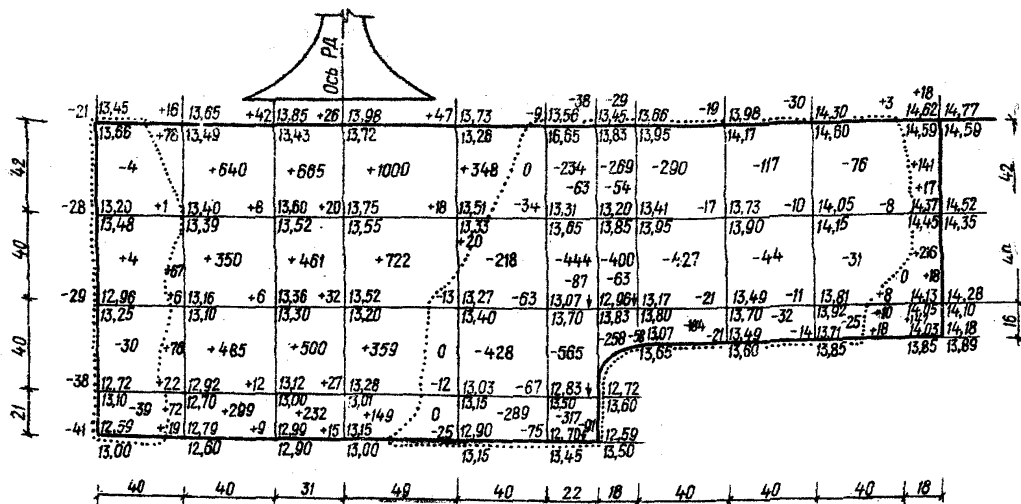 Ось РД
-38 -29 +18
-21 13,45 +16 13,65 +42 13,85 +26 13,98 +47 13,73 -9 13,56 13,45 13,66 -19 13,98 -30 14,30 +3 14,62 14,77
13,66 +78 13,49 13,43 13,72 13,26 16,65 13,83 13,95 14,17 14,60 14,59 14,59
42 -4 +640 +685 +1000 +348 0 -234 -269 -290 -117 -76 +141 42
-63 -54 +17
-28 13,20 +1 13,40 +8 13,60 +20 13,75 +18 13,51 -34 13,31 13,20 13,41 -17 13,73 -10 14,05 -8 14,37 14,52
13,48 13,39 13,52 13,55 13,33 13,65 13,85 13,95 13,90 14,15 14,45 14,35
+20
40 +4 +67 +350 +461 +722 -218 -444 -400 -427 -44 -31 +216 40
-87 -63 0 +18
-29 12,96 +6 13,16 +6 13,36 +32 13,52 -13 13,27 -63 13,07 12,96 13,17 -21 13,49 -11 13,81 +8 14,13 14,28
13,25 13,10 13,30 13,20 13,40 13,70 13,83 13,80 13,70 -32 13,92 14,05 14,10
40 -30 +76 +485 +500 +359 0 -428 -565 -258 -58 13,07 -184 -21 13,49 -14 13,71 -25 +18 14,03 14,18 16
13,65 13,60 13,85 13,85 13,89
-38 12,72 +22 12,92 +12 13,12 +27 13,28 -12 13,03 -67 12,83 12,72
13,10 12,70 13,00 13,01 13,15 13,50 13,60
21 -39 +72 +299 +232 +149 0 -289 -317
-41 12,59 +19 12,79 +9 12,99 +15 13,15 -25 12,90 -75 12,70 -91 12,59
13,00 12,60 12,90 13,00 13,15 13,45 13,50
40 40 31 49 40 22 18 40 40 40 18